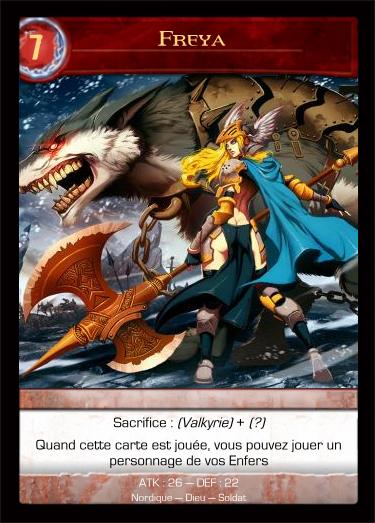 7
Freya
Sacrifice : (Valkyrie) + (?)
Quand cette carte est jouée, vous pouvez jouer un
personnage de vos Enfers
ATK : 26 — DEF : 22
Nordique — Dieu — Soldat